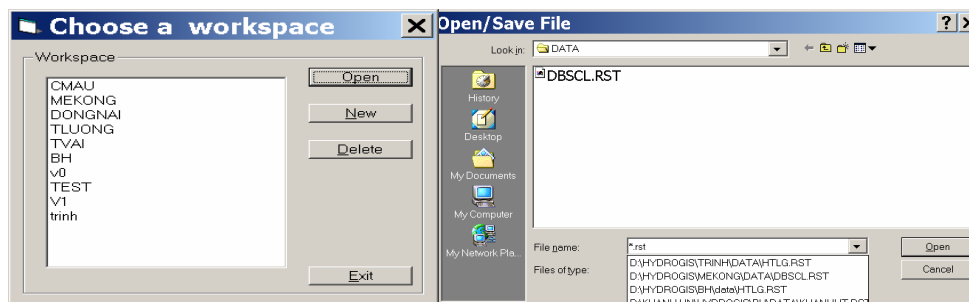 Choose a workspace
Workspace
CMAU
MEKONG
DONGNAI
TLUONG
TVAI
BH
v0
TEST
V1
trinh
Open
New
Delete
Exit
Open/Save File
Look in:
DATA
History
Desktop
My Documents
My Computer
My Network Pla...
DBSCL.RST
File name:
*.rst
Open
Files of type:
Cancel
D:\HYDROGIS\TRINH\DATA\HTLG.RST
D:\HYDROGIS\MEKONG\DATA\DBSCL.RST
D:\HYDROGIS\BH\data\HTLG.RST